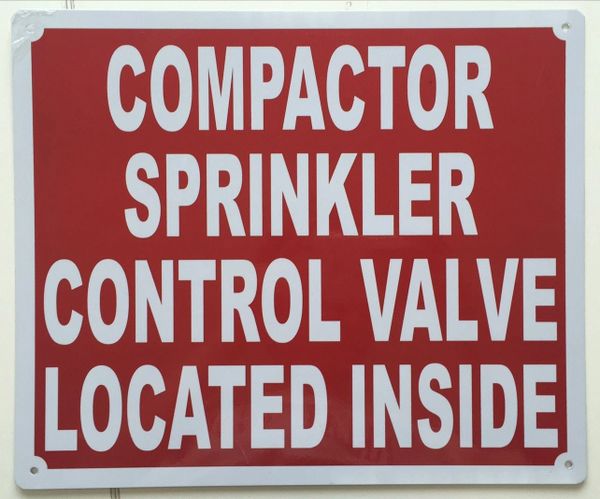 COMPACTOR
SPRINKLER
CONTROL VALVE
LOCATED INSIDE